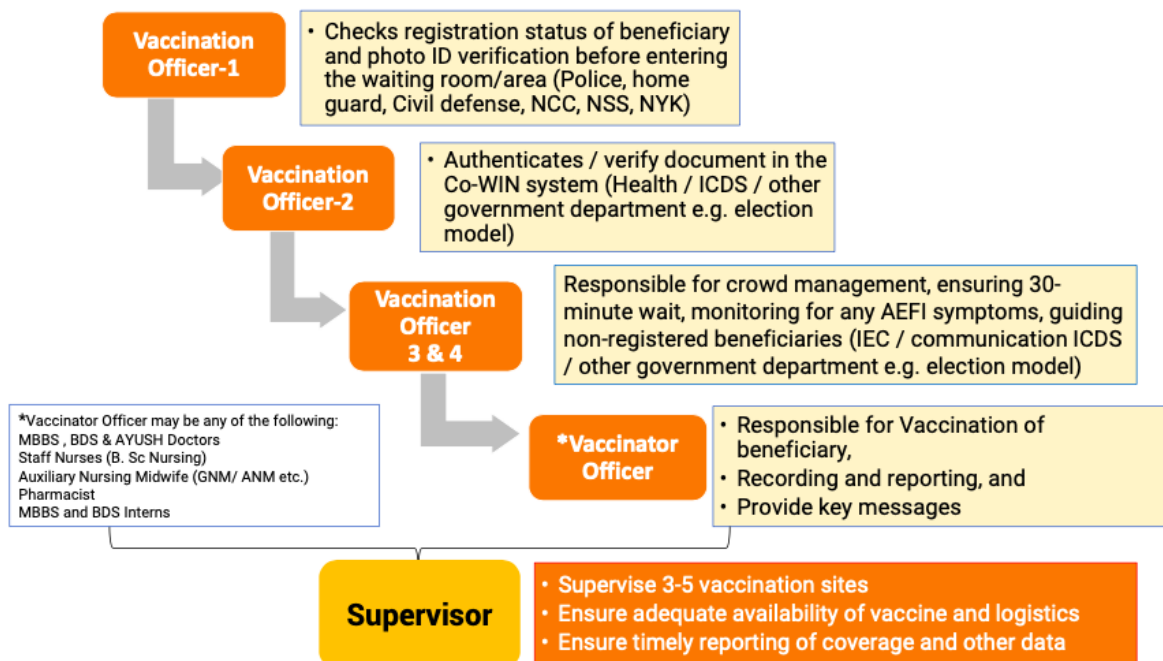 Vaccination
Officer-1
• Checks registration status of beneficiary
and photo ID verification before entering
the waiting room/area (Police, home
guard, Civil defense, NCC, NSS, NYK)
Vaccination
Officer-2
• Authenticates / verify document in the
Co-WIN system (Health / ICDS / other
government department e.g. election
model)
Vaccination
Officer
3 & 4
Responsible for crowd management, ensuring 30-
minute wait, monitoring for any AEFI symptoms, guiding
non-registered beneficiaries (IEC / communication ICDS
/ other government department e.g. election model)
*Vaccinator Officer may be any of the following:
MBBS , BDS & AYUSH Doctors
Staff Nurses (B. Sc Nursing)
Auxiliary Nursing Midwife (GNM/ ANM etc.)
Pharmacist
MBBS and BDS Interns
*Vaccinator
Officer
• Responsible for Vaccination of
beneficiary,
• Recording and reporting, and
• Provide key messages
Supervisor
• Supervise 3-5 vaccination sites
• Ensure adequate availability of vaccine and logistics
• Ensure timely reporting of coverage and other data